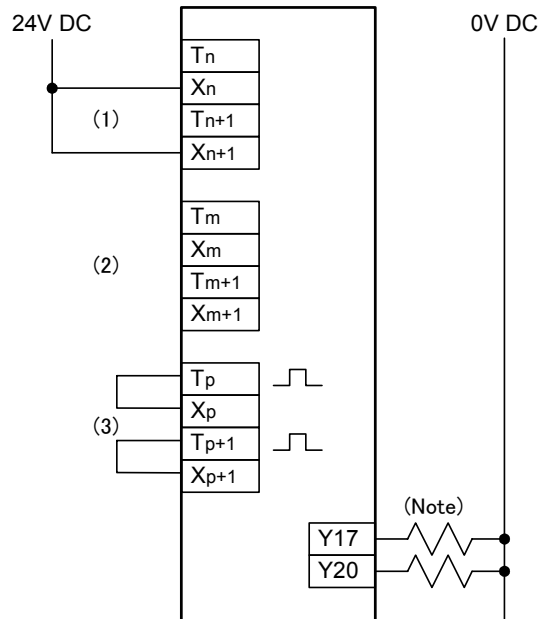 24V DC
0V DC
Tn
Xn
(1)
Tn+1
Xn+1
Tm
Xm
(2)
Tm+1
Xm+1
Tp
Xp
(3)
Tp+1
Xp+1
(Note)
Y17
Y20